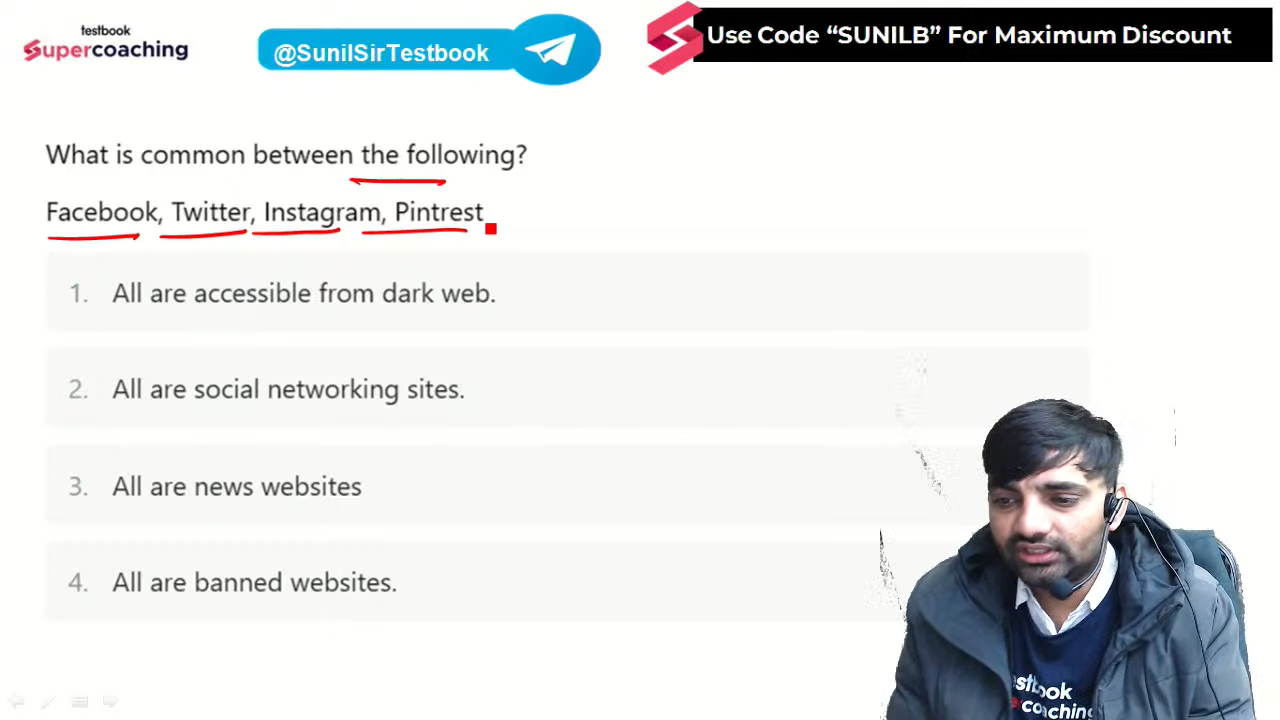 testbook
Supercoaching
@SunilSirTestbook
Use Code “SUNILB” For Maximum Discount
What is common between the following?
Facebook, Twitter, Instagram, Pintrest
1. All are accessible from dark web.
2. All are social networking sites.
3. All are news websites
4. All are banned websites.
testbook
percoaching